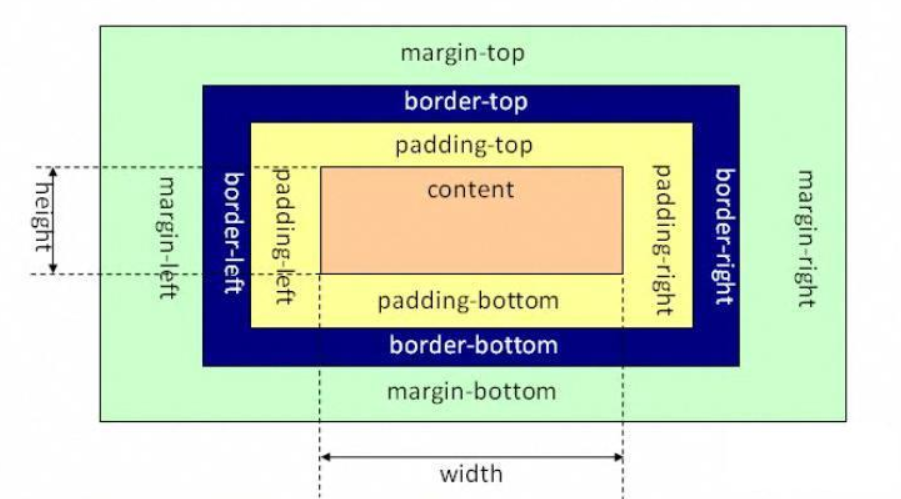 margin-top
border-top
padding-top
content
height
margin-left
border-left
padding-left
padding-right
border-right
margin-right
padding-bottom
border-bottom
margin-bottom
width